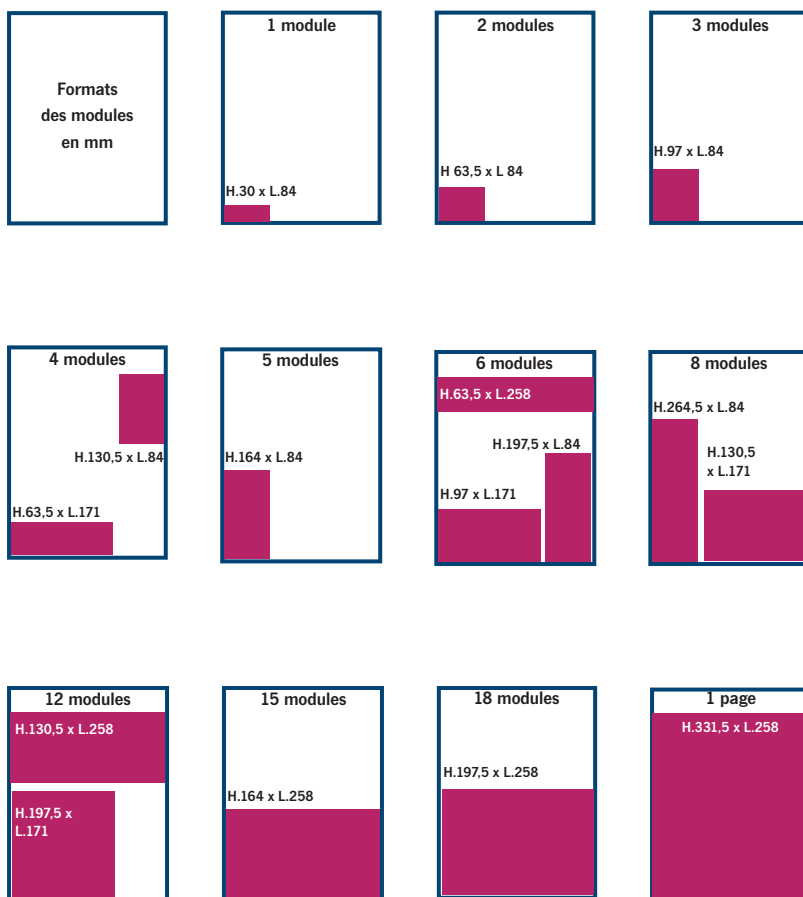 Formats
des modules
en mm
1 module
H.30 x L.84
2 modules
H 63,5 x L 84
3 modules
H.97 x L.84
4 modules
H.130,5 x L.84
H.63,5 x L.171
5 modules
H.164 x L.84
6 modules
H.63,5 x L.258
H.197,5 x L.84
H.97 x L.171
8 modules
H.264,5 x L.84
H.130,5
x L.171
12 modules
H.130,5 x L.258
H.197,5 x
L.171
15 modules
H.164 x L.258
18 modules
H.197,5 x L.258
1 page
H.331,5 x L.258